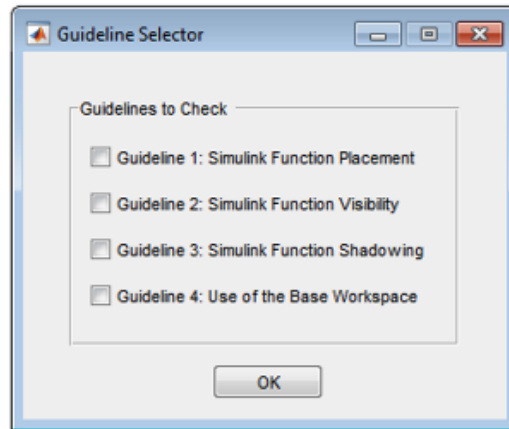 Guideline Selector
Guidelines to Check
Guideline 1: Simulink Function Placement
Guideline 2: Simulink Function Visibility
Guideline 3: Simulink Function Shadowing
Guideline 4: Use of the Base Workspace
OK